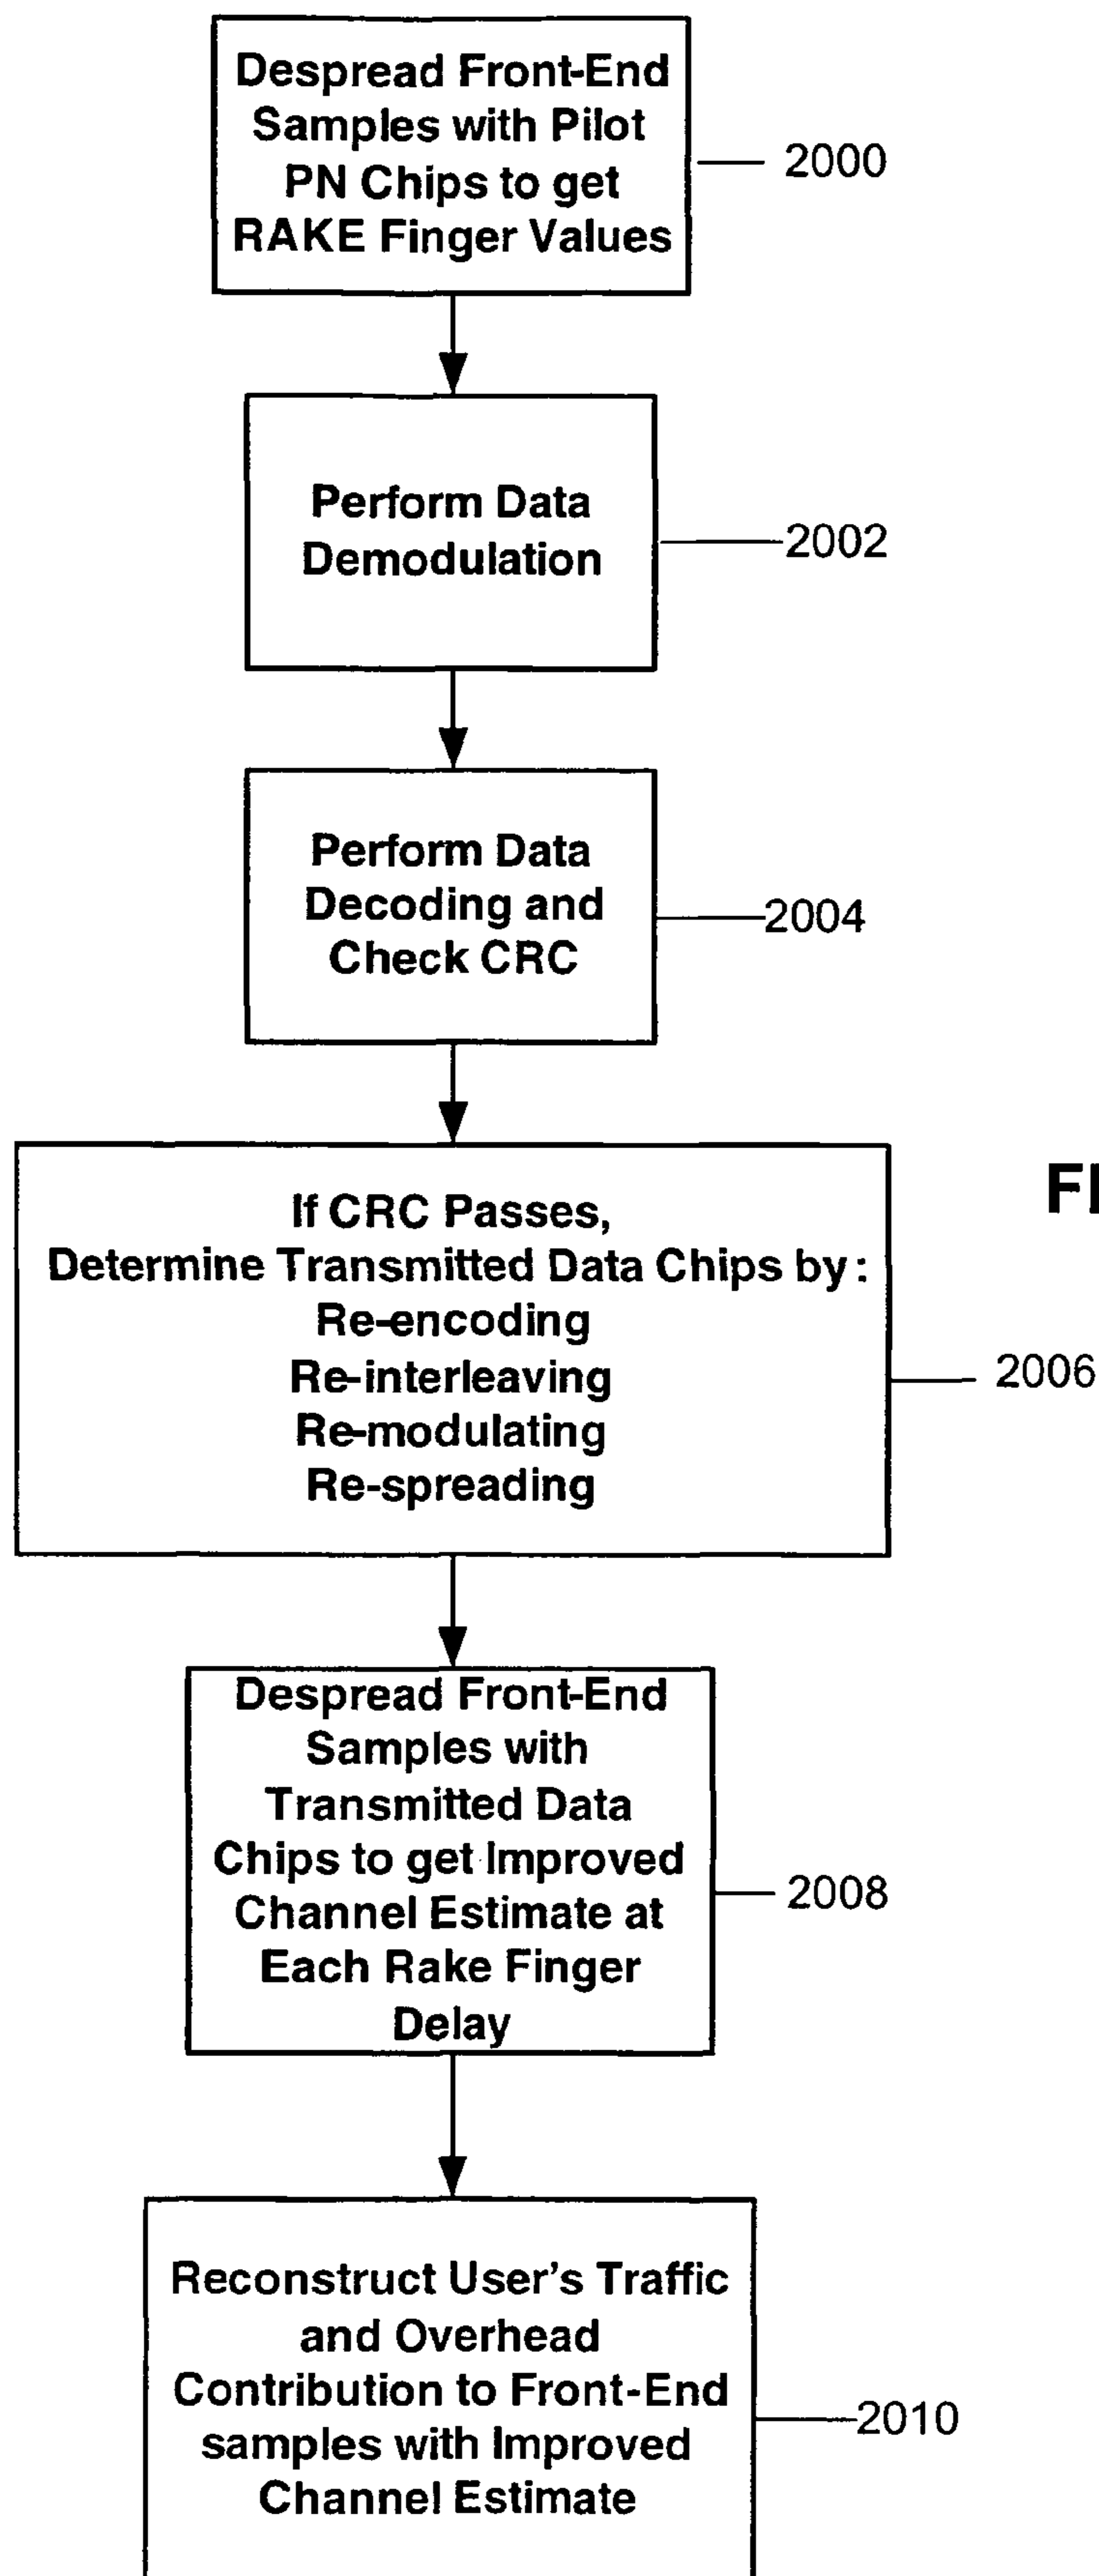 Despread Front-End
Samples with Pilot
PN Chips to get
RAKE Finger Values
2000
Perform Data
Demodulation
2002
Perform Data
Decoding and
Check CRC
2004
If CRC Passes,
Determine Transmitted Data Chips by:
Re-encoding
Re-interleaving
Re-modulating
Re-spreading
2006
Despread Front-End
Samples with
Transmitted Data
Chips to get Improved
Channel Estimate at
Each Rake Finger
Delay
2008
Reconstruct User's Traffic
and Overhead
Contribution to Front-End
samples with Improved
Channel Estimate
2010